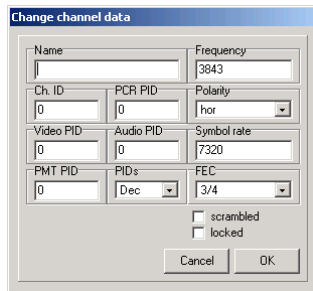 Change channel data
Name Frequency
3843
Ch. ID PCR PID Polarity
0 0 hor
Video PID Audio PID Symbol rate
0 0 7320
PMT PID PIDs FEC
0 Dec 3/4
scrambled
locked
Cancel OK